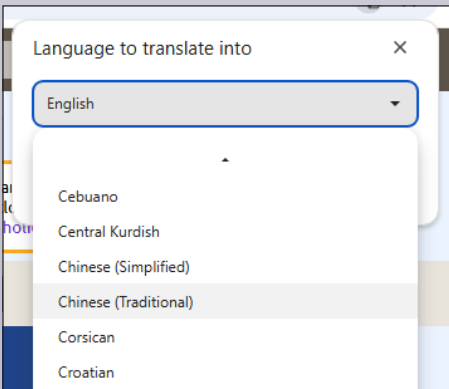 Language to translate into
English
Cebuano
Central Kurdish
Chinese (Simplified)
Chinese (Traditional)
Corsican
Croatian